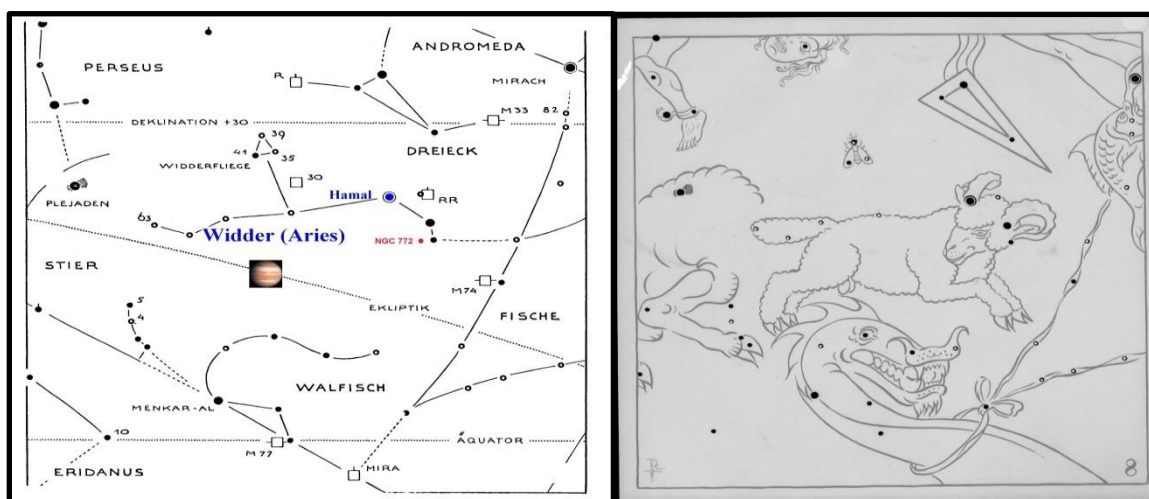 ANDROMEDA
PERSEUS
R
MIRACH
M33
82
DEKLINATION +30
39
41
35
WIDDERFLIEGE
DREIECK
30
PLEJADEN
Hamal
RR
63
Widder (Aries)
NGC 772
STIER
M74
EKLIPTIK
FISCHE
5
4
WALFISCH
MENKAR-AL
10
M77
ÄQUATOR
ERIDANUS
MIRA
8